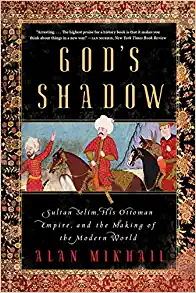 "Arresting . . . The highest praise for a history book is that it makes you
think about things in a new way." —IAN MORRIS, New York Times Book Review
GOD'S
SHADOW
Sultan Selim, His Ottoman
Empire, and the Making of
the Modern World
ALAN MIKHAIL